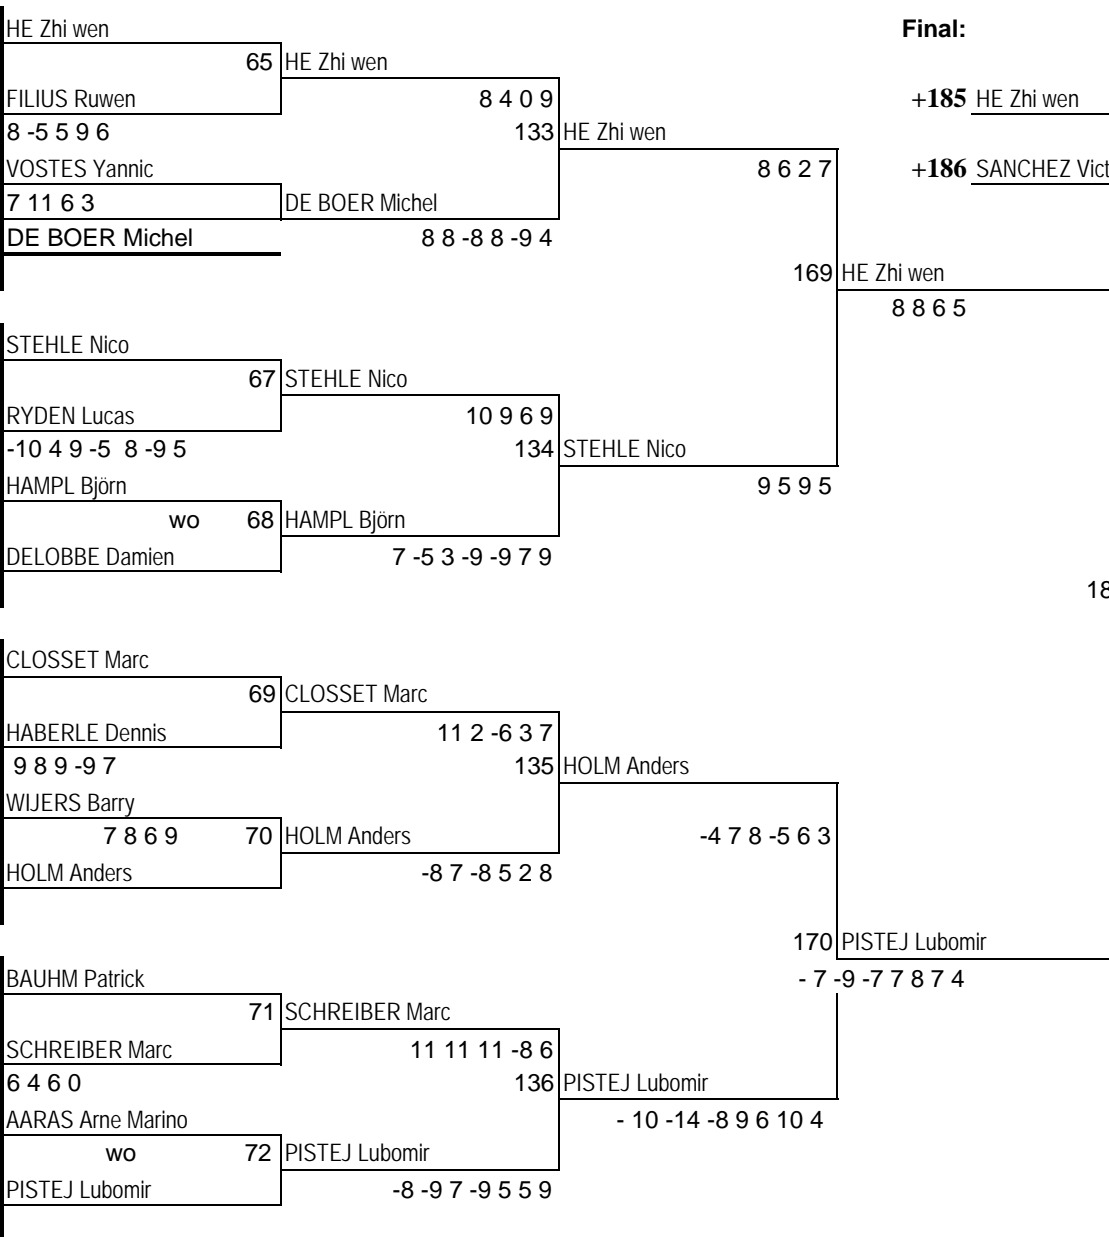 HE Zhi wen
Final:
65 HE Zhi wen
FILIUS Ruwen 8 4 0 9 +185 HE Zhi wen
8 -5 5 9 6 133 HE Zhi wen
VOSTES Yannic 8 6 2 7 +186 SANCHEZ Vict
7 11 6 3 DE BOER Michel
DE BOER Michel 8 8 -8 8 -9 4
169 HE Zhi wen
8 8 6 5
STEHLE Nico
67 STEHLE Nico
RYDEN Lucas 10 9 6 9
-10 4 9 -5 8 -9 5 134 STEHLE Nico
HAMPL Björn 9 5 9 5
wo 68 HAMPL Björn
DELOBBE Damien 7 -5 3 -9 -9 7 9
18
CLOSSET Marc
69 CLOSSET Marc
HABERLE Dennis 11 2 -6 3 7
9 8 9 -9 7 135 HOLM Anders
WIJERS Barry
7 8 6 9 70 HOLM Anders -4 7 8 -5 6 3
HOLM Anders -8 7 -8 5 2 8
170 PISTEJ Lubomir
BAUHM Patrick - 7 -9 -7 7 8 7 4
71 SCHREIBER Marc
SCHREIBER Marc 11 11 11 -8 6
6 4 6 0 136 PISTEJ Lubomir
AARAS Arne Marino - 10 -14 -8 9 6 10 4
wo 72 PISTEJ Lubomir
PISTEJ Lubomir -8 -9 7 -9 5 5 9